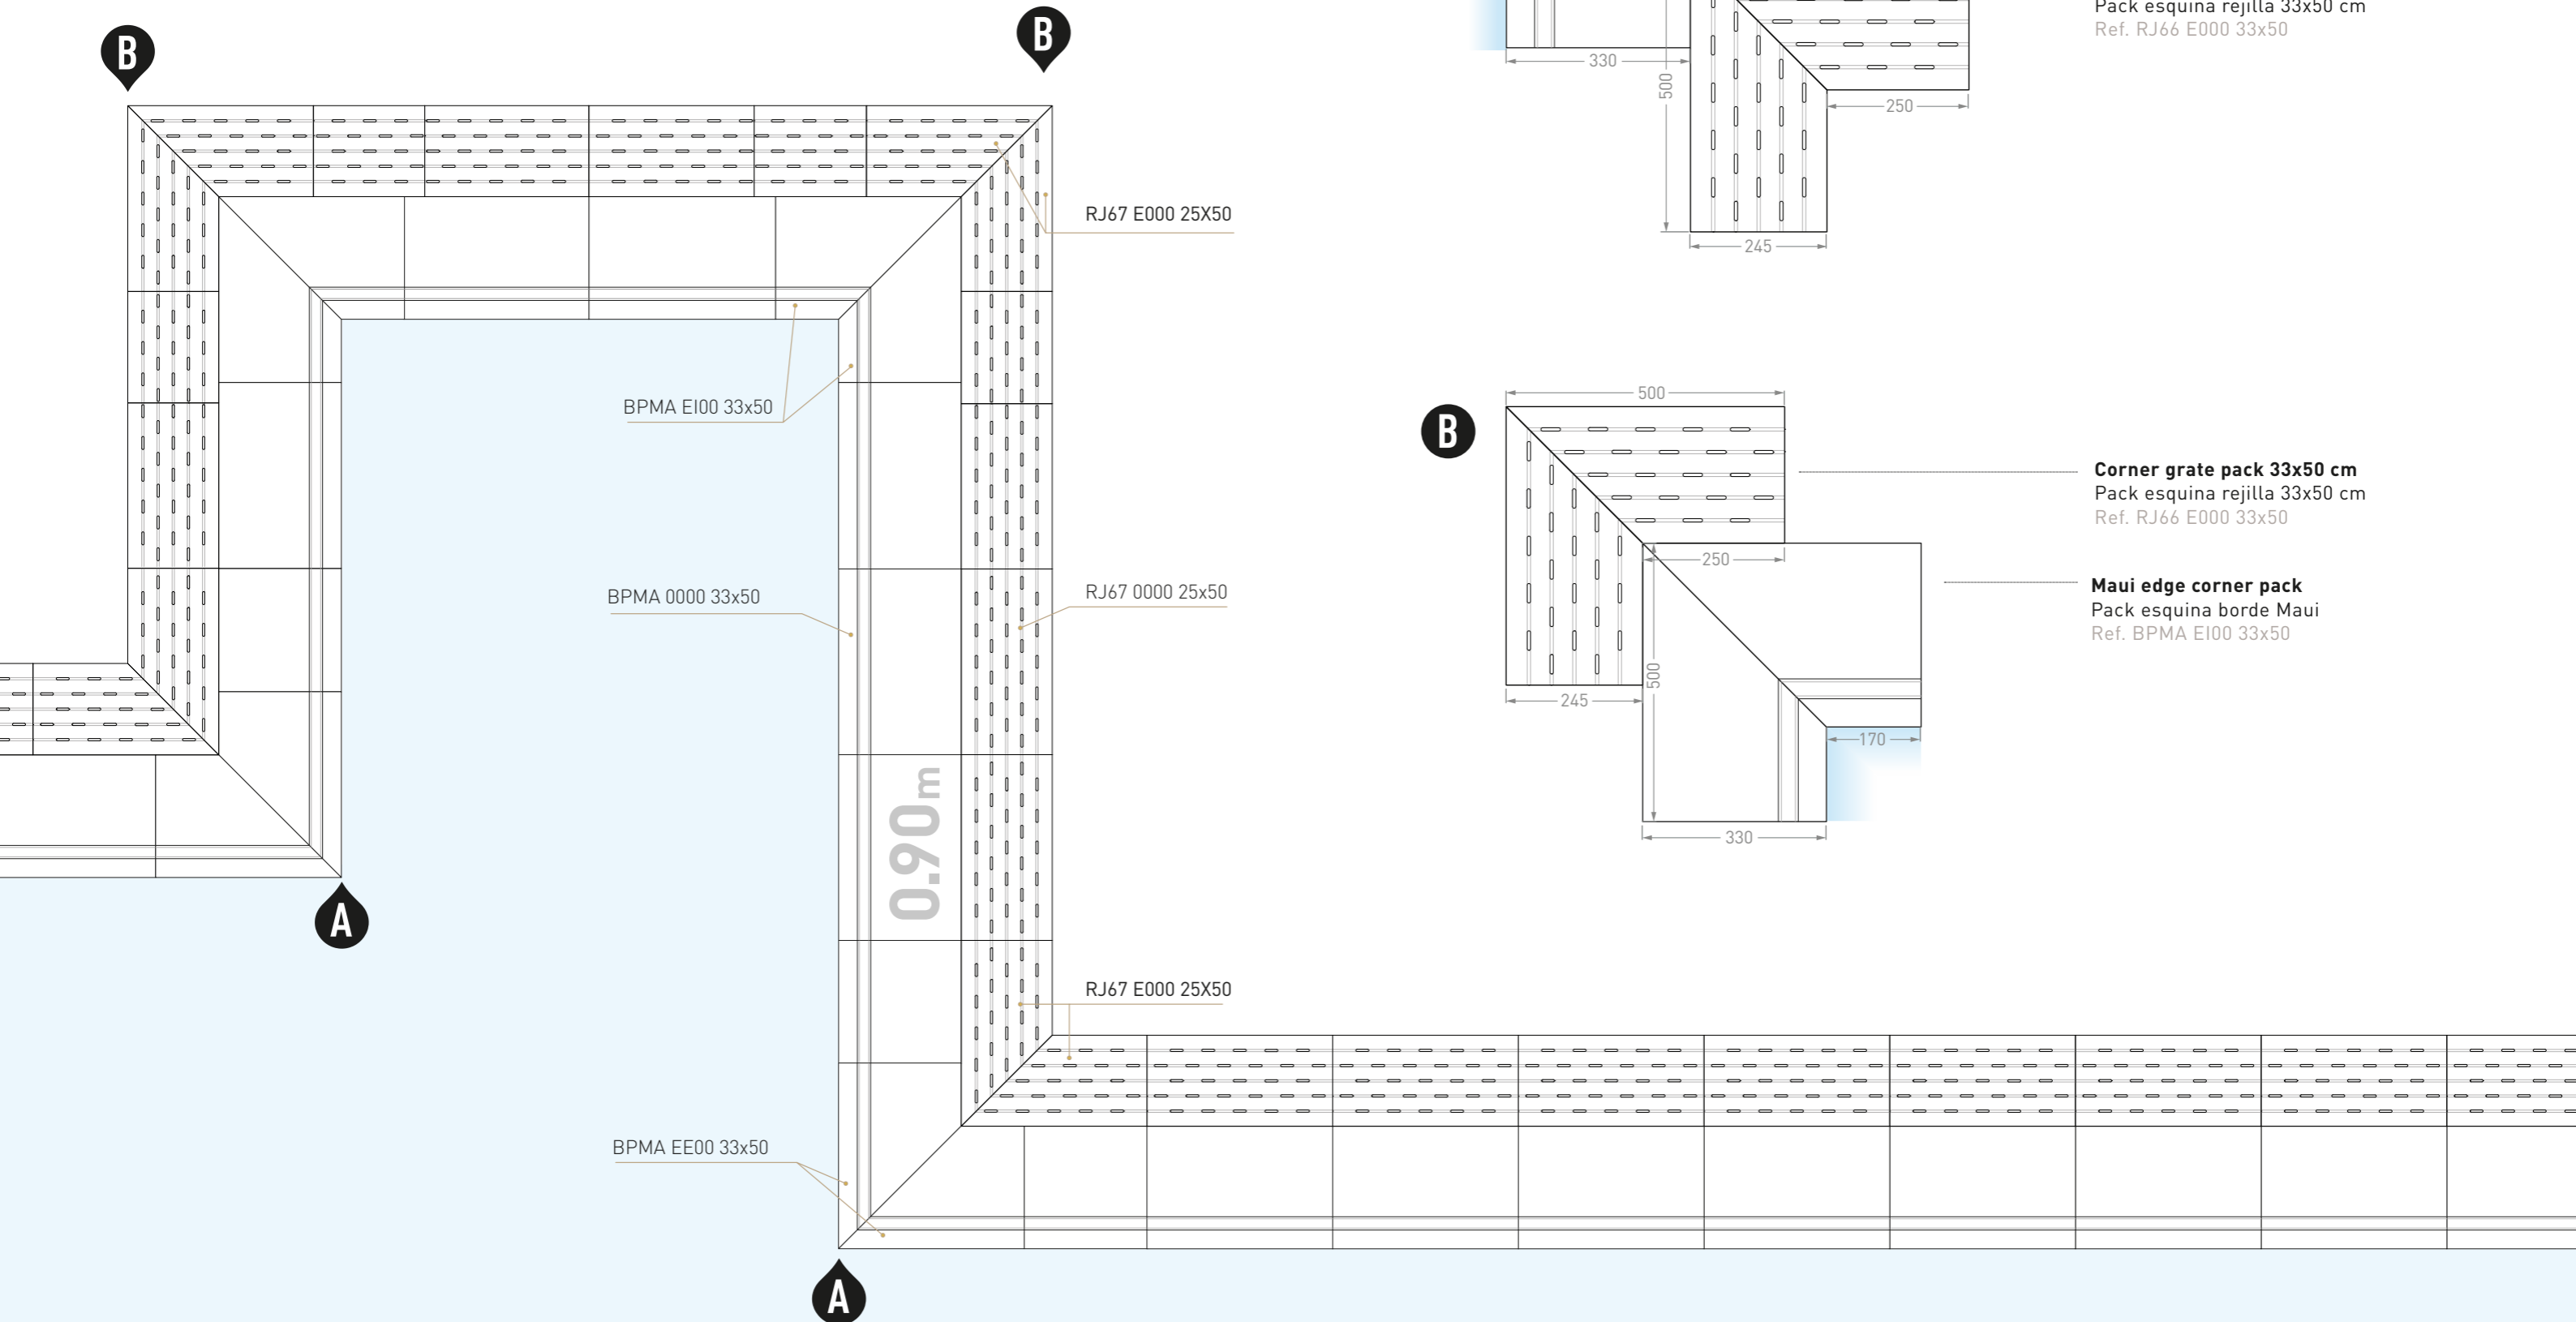 B
B
Pack esquina rejilla 33x50 cm
Ref. RJ66 E000 33x50
330
500
250
245
RJ67 E000 25X50
BPMA EI00 33x50
BPMA 0000 33x50
RJ67 0000 25x50
0.90m
A
RJ67 E000 25X50
BPMA EE00 33x50
A
B
500
250
500
245
170
330
Corner grate pack 33x50 cm
Pack esquina rejilla 33x50 cm
Ref. RJ66 E000 33x50
Maui edge corner pack
Pack esquina borde Maui
Ref. BPMA EI00 33x50